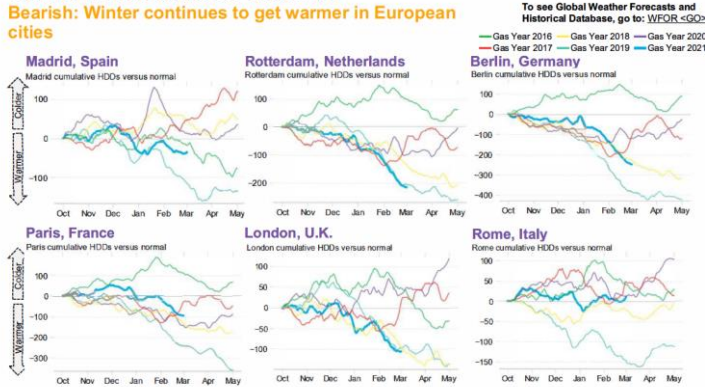 Bearish: Winter continues to get warmer in European
cities
To see Global Weather Forecasts and
Historical Database, go to: WFOR <GO>
Gas Year 2016 Gas Year 2018 Gas Year 2020
Gas Year 2017 Gas Year 2019 Gas Year 2021
Madrid, Spain
Madrid cumulative HDDs versus normal
Colder
Warmer
100
0
-100
Oct Nov Dec Jan Feb Mar Apr May
Rotterdam, Netherlands
Rotterdam cumulative HDDs versus normal
100
0
-100
-200
Oct Nov Dec Jan Feb Mar Apr May
Berlin, Germany
Berlin cumulative HDDs versus normal
100
0
-100
-200
-300
-400
Oct Nov Dec Jan Feb Mar Apr May
Paris, France
Paris cumulative HDDs versus normal
Colder
Warmer
100
0
-100
-200
-300
Oct Nov Dec Jan Feb Mar Apr May
London, U.K.
London cumulative HDDs versus normal
100
50
0
-50
-100
Oct Nov Dec Jan Feb Mar Apr May
Rome, Italy
Rome cumulative HDDs versus normal
100
50
0
-50
-100
-150
Oct Nov Dec Jan Feb Mar Apr May